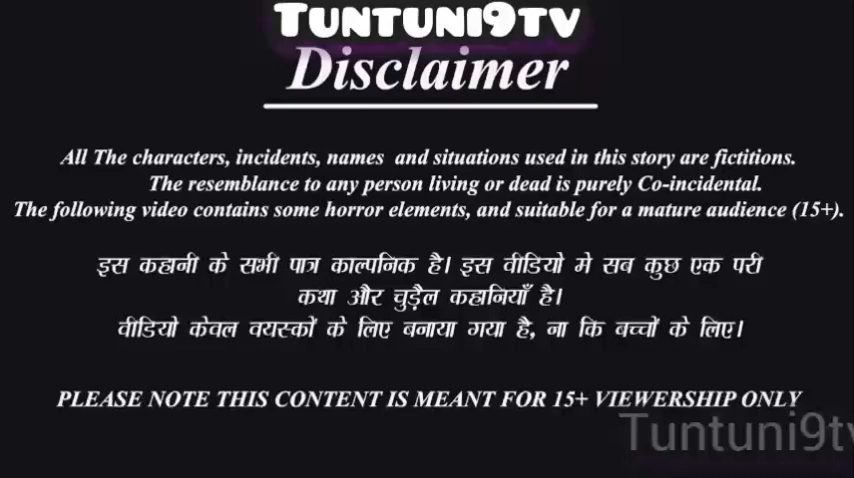 TUNTUNI9TV
Disclaimer
All The characters, incidents, names and situations used in this story are fictitions.
The resemblance to any person living or dead is purely Co-incidental.
The following video contains some horror elements, and suitable for a mature audience (15+).
इस कहानी के सभी पात्र काल्पनिक है। इस वीडियो मे सब कुछ एक परी
कथा और चुड़ैल कहानियाँ है।
वीडियो केवल वयस्कों के लिए बनाया गया है, ना कि बच्चों के लिए।
PLEASE NOTE THIS CONTENT IS MEANT FOR 15+ VIEWERSHIP ONLY
Tuntuni9tv